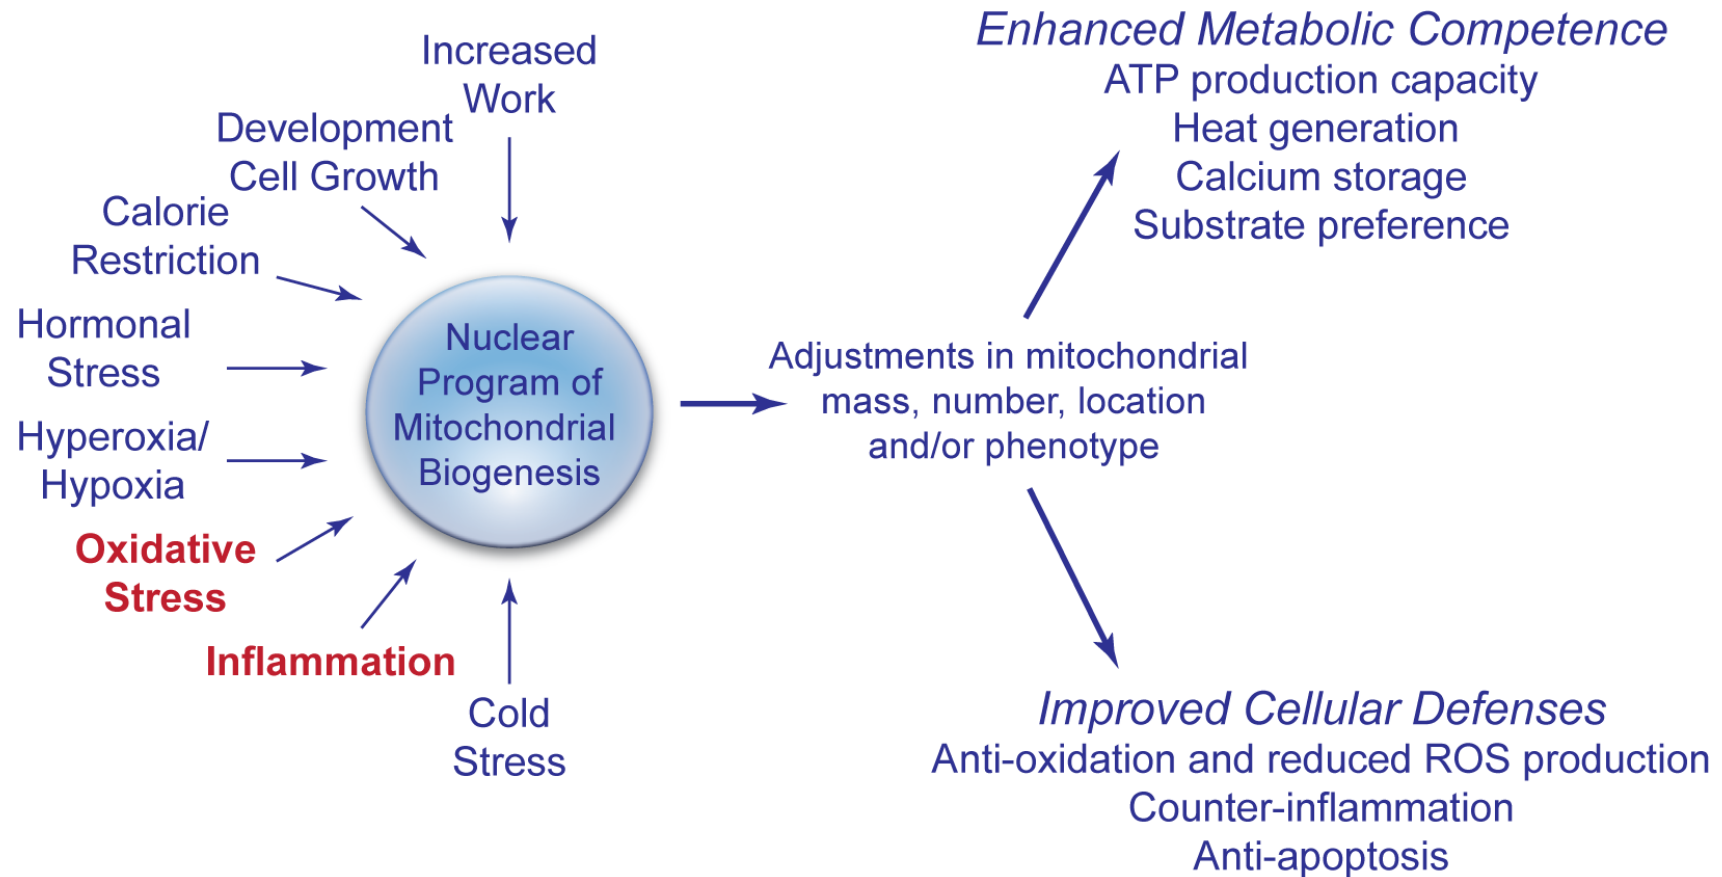 Increased
Work
Development
Cell Growth
Calorie
Restriction
Hormonal
Stress
Hyperoxia/
Hypoxia
Oxidative
Stress
Inflammation
Cold
Stress
Nuclear
Program of
Mitochondrial
Biogenesis
Adjustments in mitochondrial
mass, number, location
and/or phenotype
Enhanced Metabolic Competence
ATP production capacity
Heat generation
Calcium storage
Substrate preference
Improved Cellular Defenses
Anti-oxidation and reduced ROS production
Counter-inflammation
Anti-apoptosis